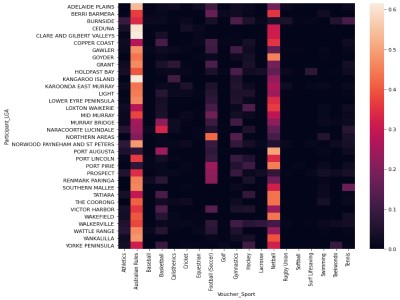 Participant_LGA
ADELAIDE PLAINS
BERRI BARMERA
BURNSIDE
CEDUNA
CLARE AND GILBERT VALLEYS
COPPER COAST
GAWLER
GOYDER
GRANT
HOLDFAST BAY
KANGAROO ISLAND
KAROONDA EAST MURRAY
LIGHT
LOWER EYRE PENINSULA
LOXTON WAIKERIE
MID MURRAY
MURRAY BRIDGE
NARACOORTE LUCINDALE
NORTHERN AREAS
NORWOOD PAYNEHAM AND ST PETERS
PORT AUGUSTA
PORT LINCOLN
PORT PIRIE
PROSPECT
RENMARK PARINGA
SOUTHERN MALLEE
TATIARA
THE COORONG
VICTOR HARBOR
WAKEFIELD
WALKERVILLE
WATTLE RANGE
YANKALILLA
YORKE PENINSULA
Athletics
Australian Rules
Baseball
Basketball
Calisthenics
Cricket
Equestrian
Football (Soccer)
Golf
Gymnastics
Hockey
Lacrosse
Netball
Rugby Union
Softball
Surf Lifesaving
Swimming
Taekwondo
Tennis
Voucher_Sport
0.6
0.5
0.4
0.3
0.2
0.1
0.0